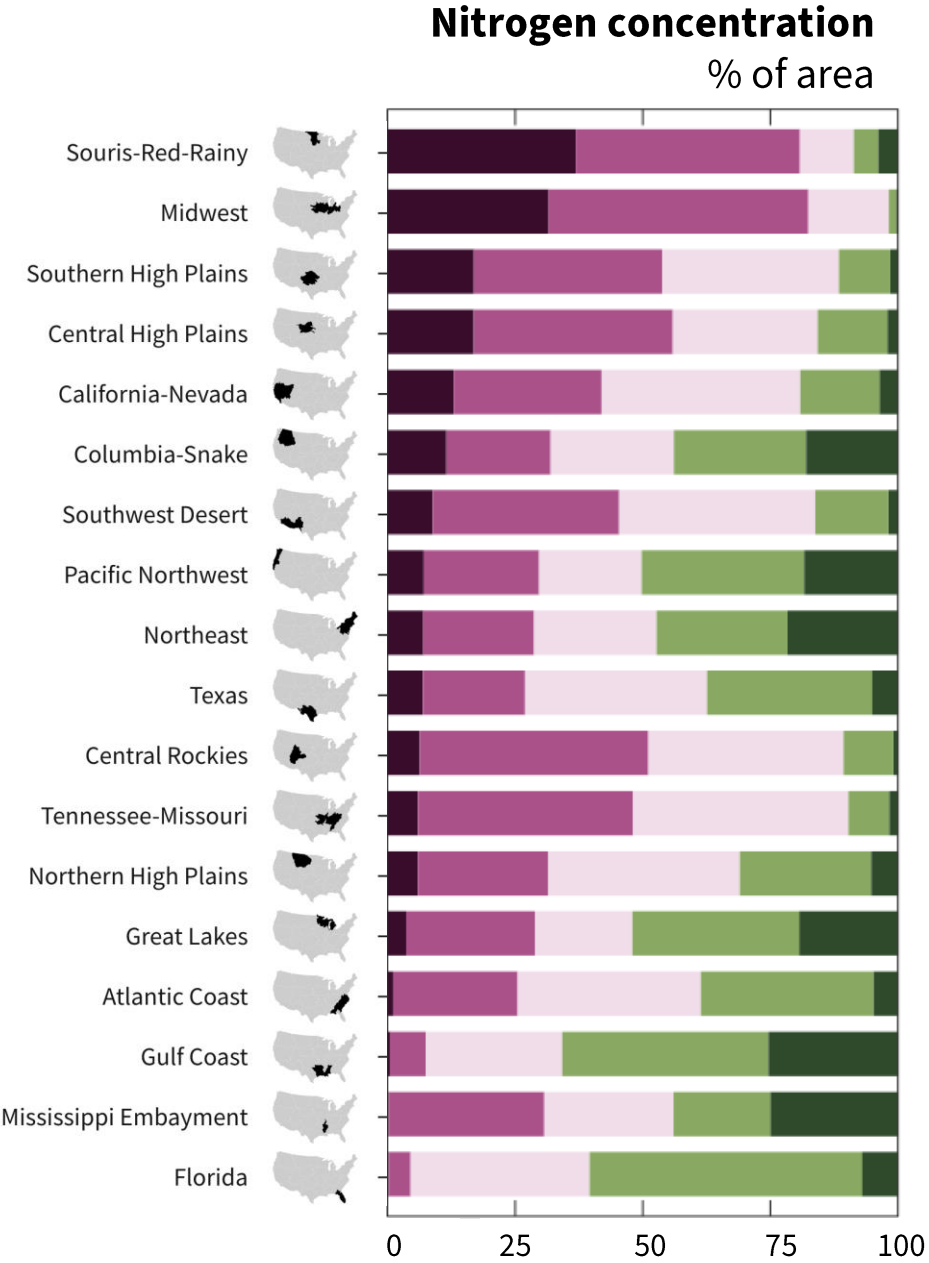 Nitrogen concentration
% of area
Souris-Red-Rainy
Midwest
Southern High Plains
Central High Plains
California-Nevada
Columbia-Snake
Southwest Desert
Pacific Northwest
Northeast
Texas
Central Rockies
Tennessee-Missouri
Northern High Plains
Great Lakes
Atlantic Coast
Gulf Coast
Mississippi Embayment
Florida
0 25 50 75 100